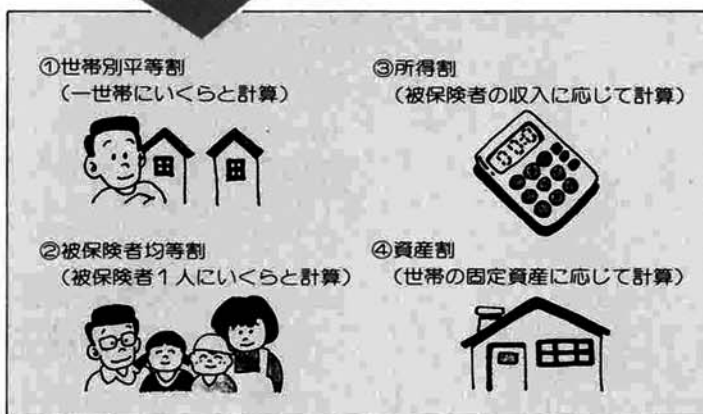 ①世帯別平等割
(一世帯にいくらと計算)
②被保険者均等割
(被保険者1人にいくらと計算)
③所得割
(被保険者の収入に応じて計算)
④資産割
(世帯の固定資産に応じて計算)